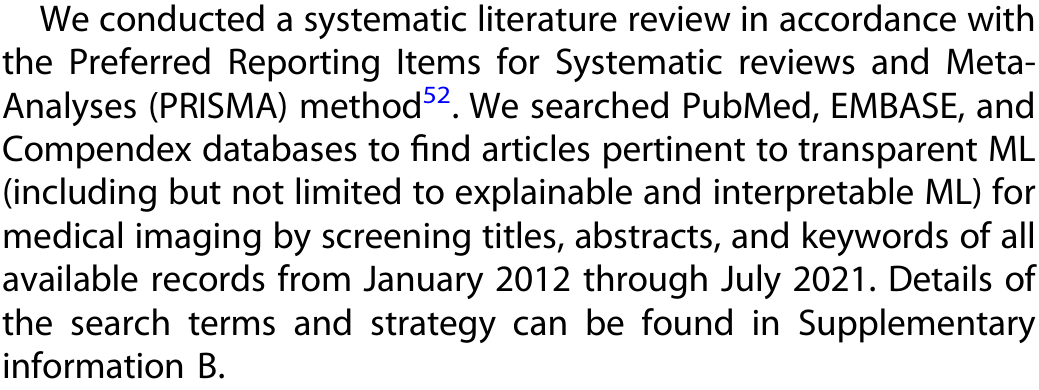 We conducted a systematic literature review in accordance with
the Preferred Reporting Items for Systematic reviews and Meta-
Analyses (PRISMA) method52. We searched PubMed, EMBASE, and
Compendex databases to find articles pertinent to transparent ML
(including but not limited to explainable and interpretable ML) for
medical imaging by screening titles, abstracts, and keywords of all
available records from January 2012 through July 2021. Details of
the search terms and strategy can be found in Supplementary
information B.